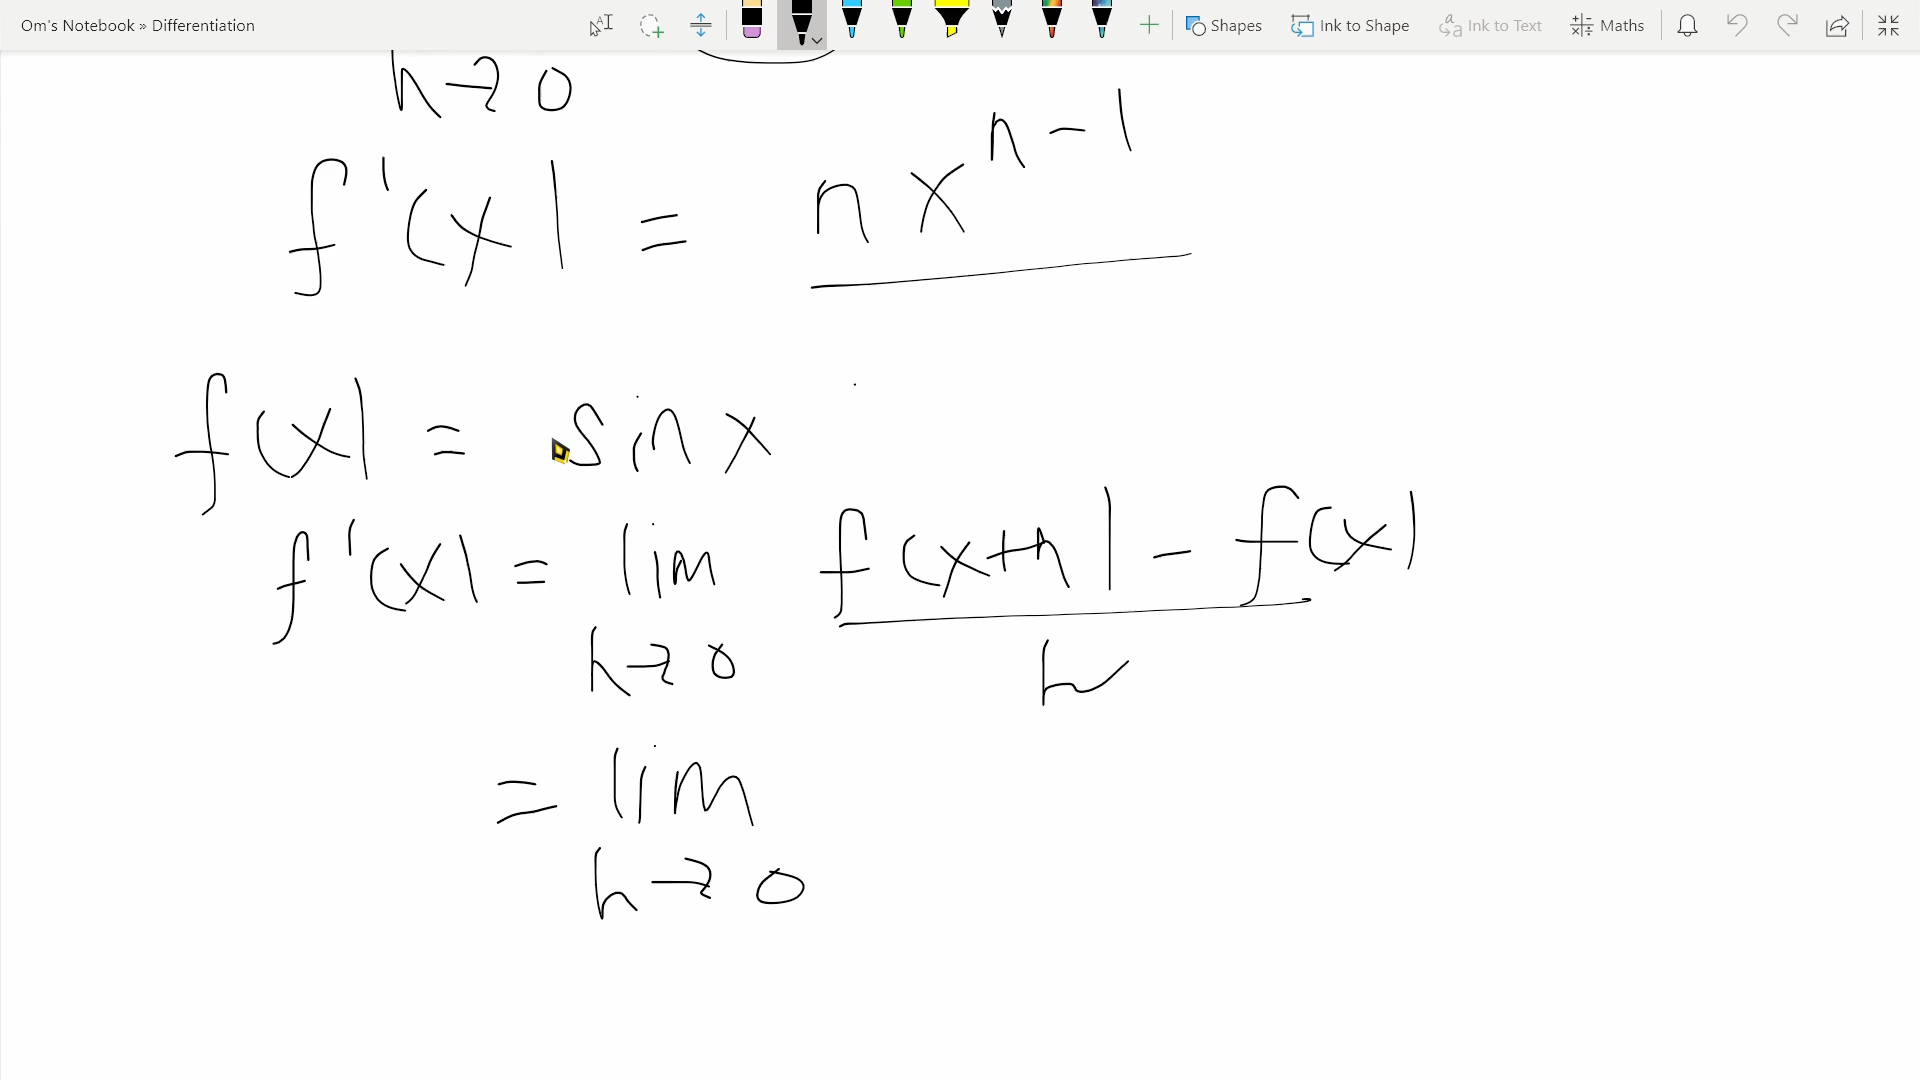 Om's Notebook » Differentiation Shapes Ink to Shape Ink to Text Maths
h→0
f'(x) = nx^{n-1}
f(x) = sin x
f'(x) = lim f(x+h) - f(x)
h→0 h
= lim
h→0